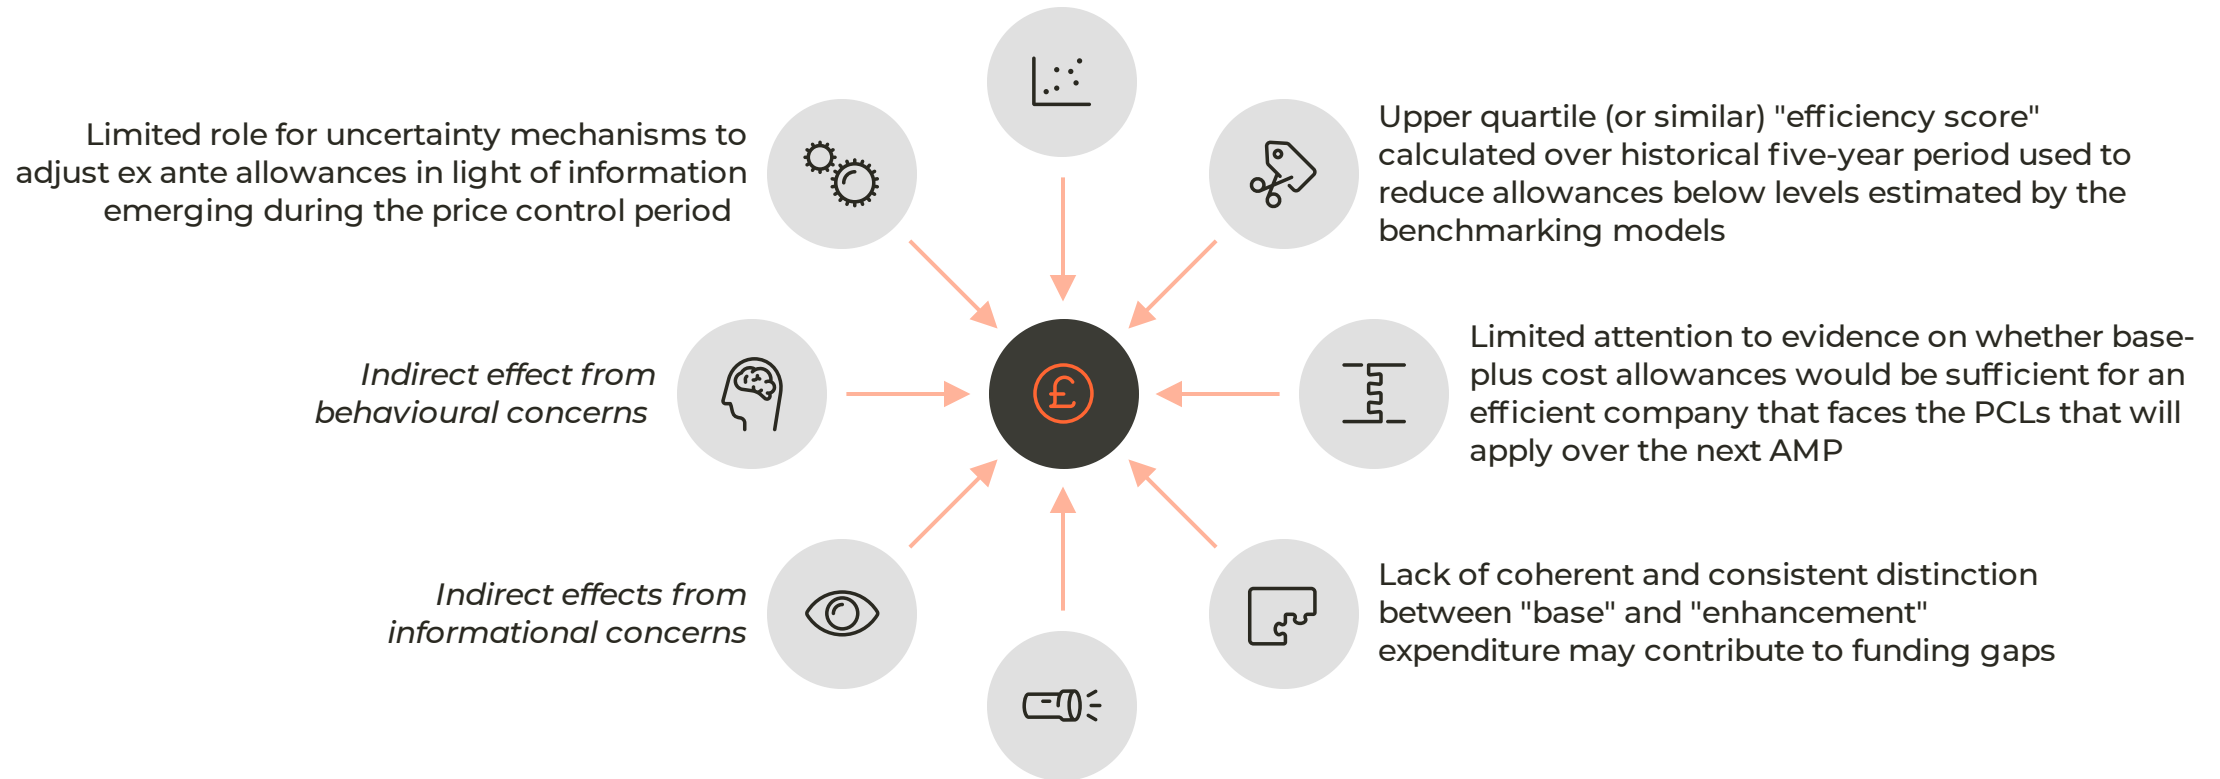 Limited role for uncertainty mechanisms to
adjust ex ante allowances in light of information
emerging during the price control period
Upper quartile (or similar) "efficiency score"
calculated over historical five-year period used to
reduce allowances below levels estimated by the
benchmarking models
Indirect effect from
behavioural concerns
£
Limited attention to evidence on whether base-
plus cost allowances would be sufficient for an
efficient company that faces the PCLs that will
apply over the next AMP
Indirect effects from
informational concerns
Lack of coherent and consistent distinction
between "base" and "enhancement"
expenditure may contribute to funding gaps